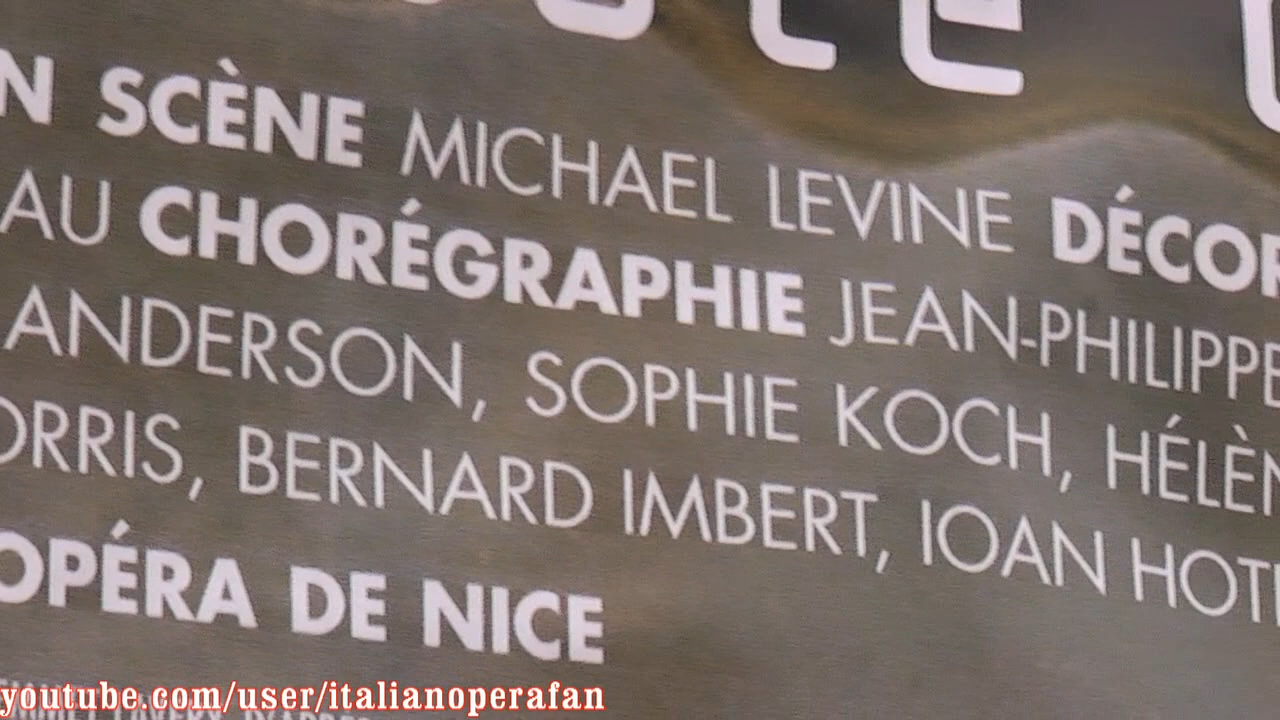 SCÈNE MICHAEL LEVINE DÉCOR
AU CHORÉGRAPHIE JEAN-PHILIPPE
ANDERSON, SOPHIE KOCH, HÉLÈN
ORRIS, BERNARD IMBERT, IOAN HOT
OPÉRA DE NICE
youtube.com/user/italianoperafan